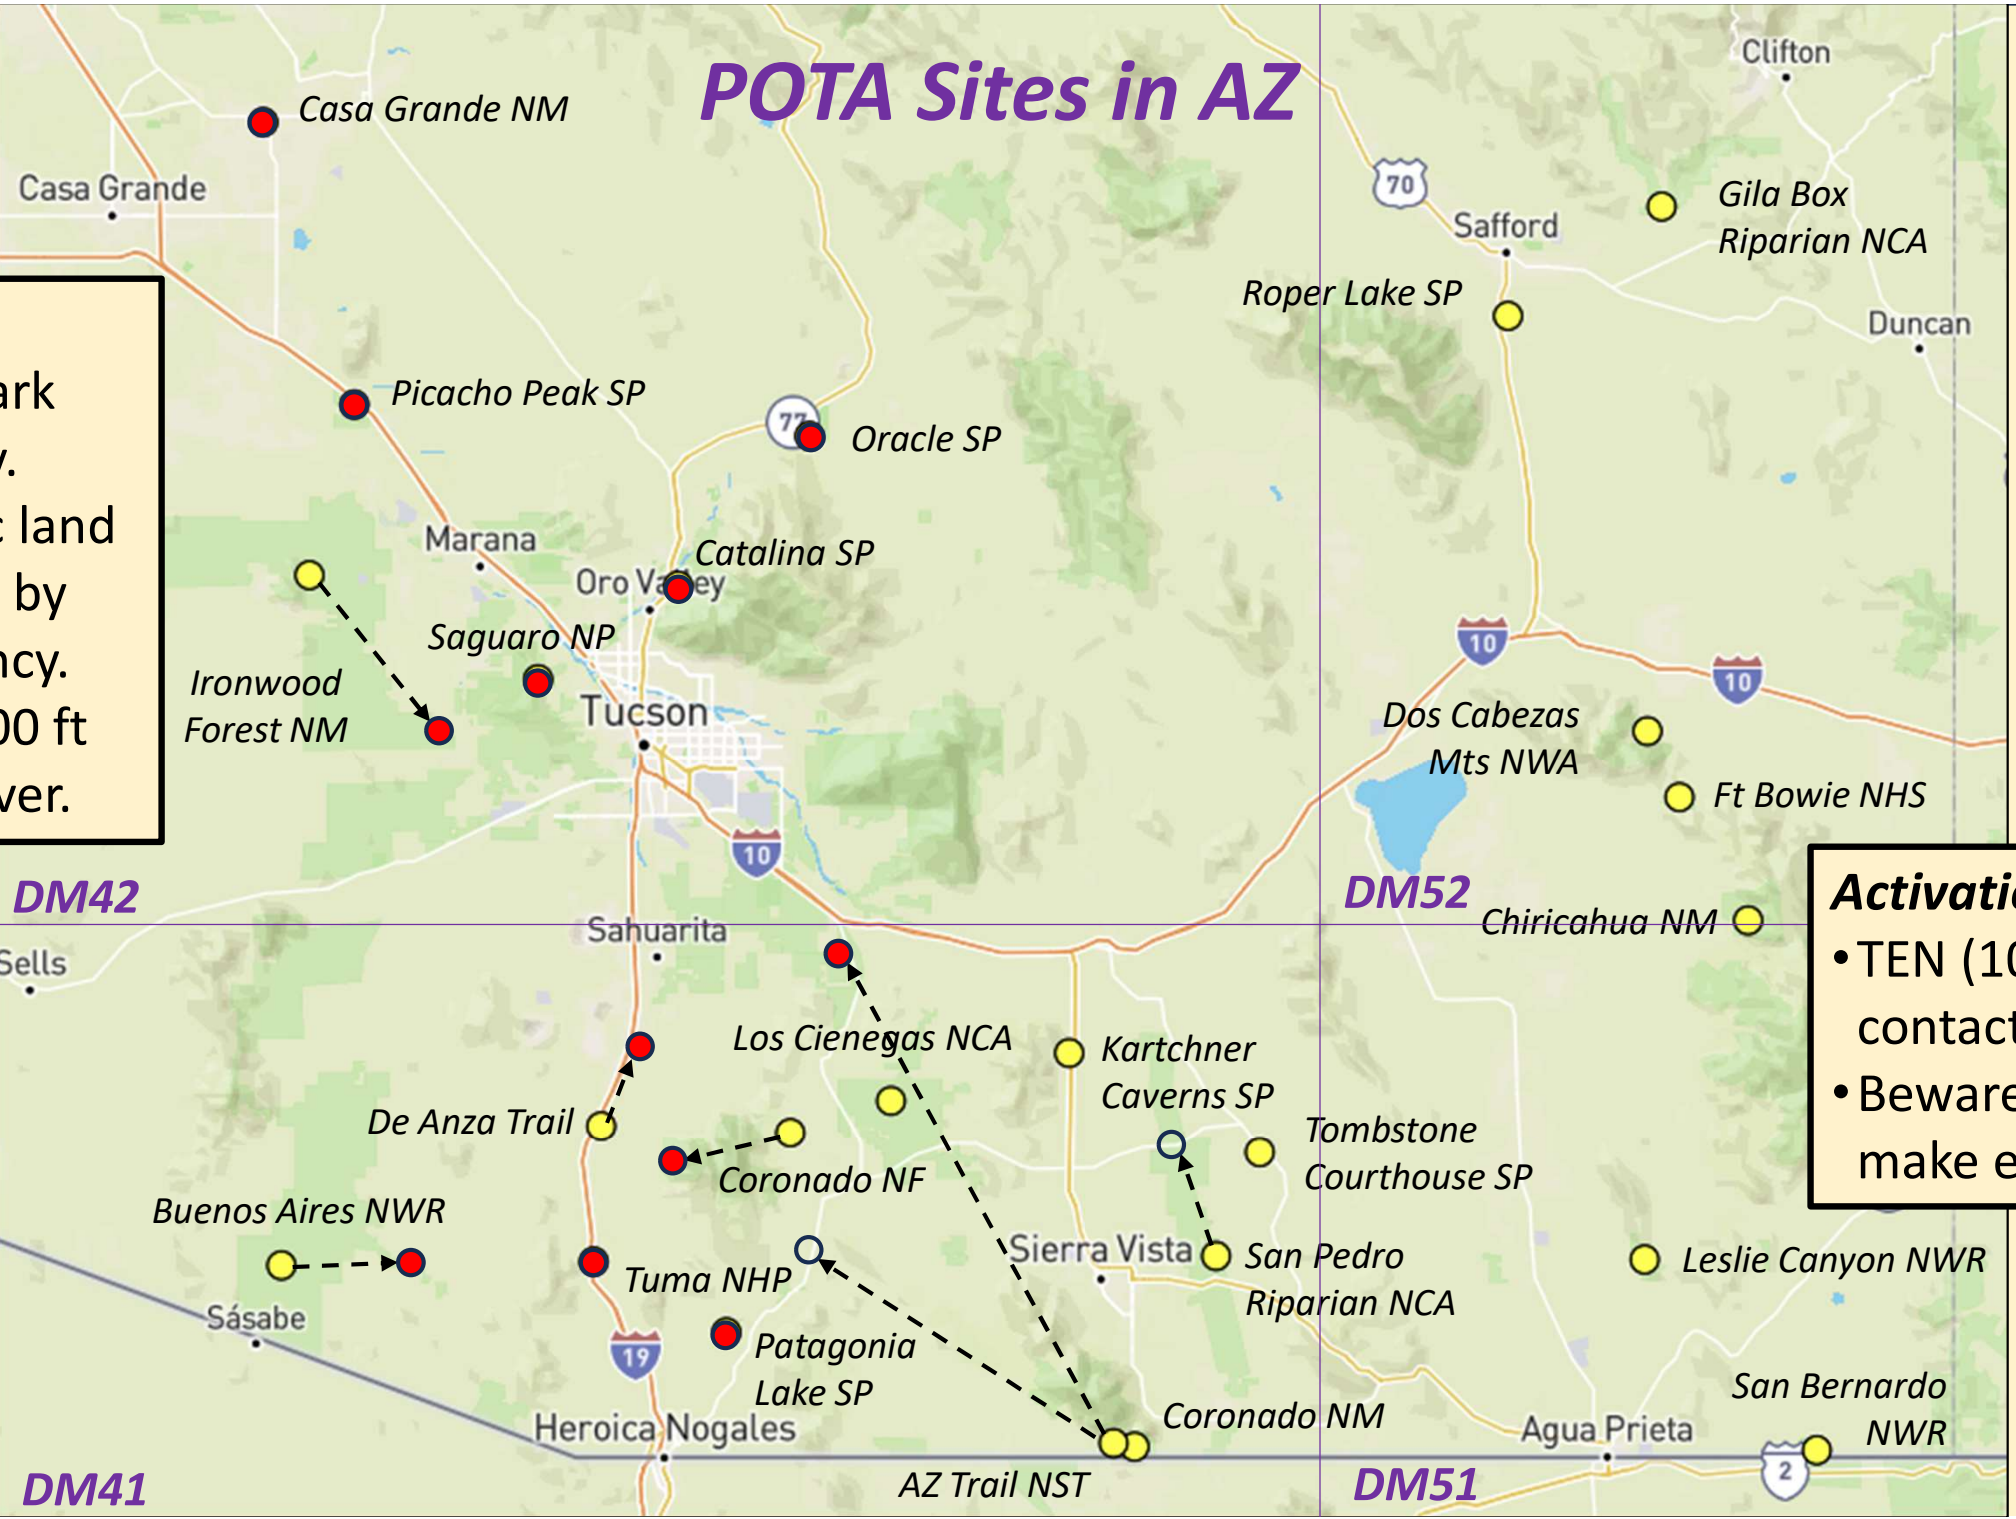 POTA Sites in AZ
Clifton
Casa Grande NM
Casa Grande
70
Gila Box
Riparian NCA
Safford
Roper Lake SP
Duncan
Picacho Peak SP
77
Oracle SP
ark
y.
land
by
ncy.
00 ft
ver.
Marana
Catalina SP
Oro Valley
Saguaro NP
Ironwood
Forest NM
Tucson
10
10
Dos Cabezas
Mts NWA
Ft Bowie NHS
10
DM42
DM52
Chiricahua NM
Sahuarita
Sells
Los Cienegas NCA
Kartchner
Caverns SP
De Anza Trail
Tombstone
Courthouse SP
Coronado NF
Activatio
•TEN (10
contact
•Beware
make e
Buenos Aires NWR
Sierra Vista
San Pedro
Riparian NCA
Leslie Canyon NWR
Tuma NHP
Sásabe
19
Patagonia
Lake SP
San Bernardo
NWR
Coronado NM
Heroica Nogales
Agua Prieta
2
AZ Trail NST
DM41
DM51